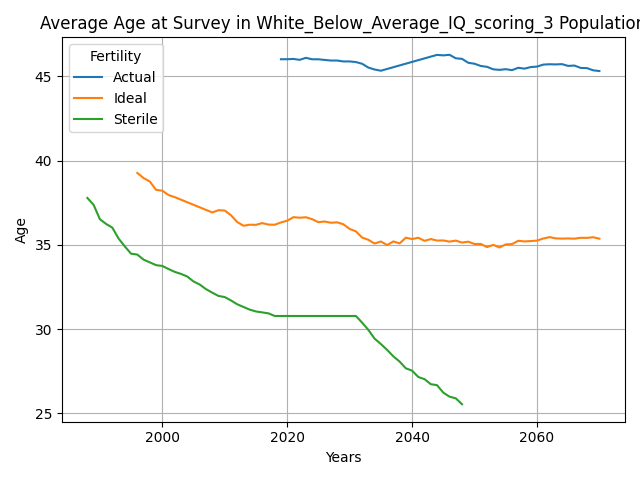 Average Age at Survey in White_Below_Average_IQ_scoring_3 Population
Fertility
Actual
Ideal
Sterile
45
40
35
30
25
Age
2000
2020
2040
2060
Years